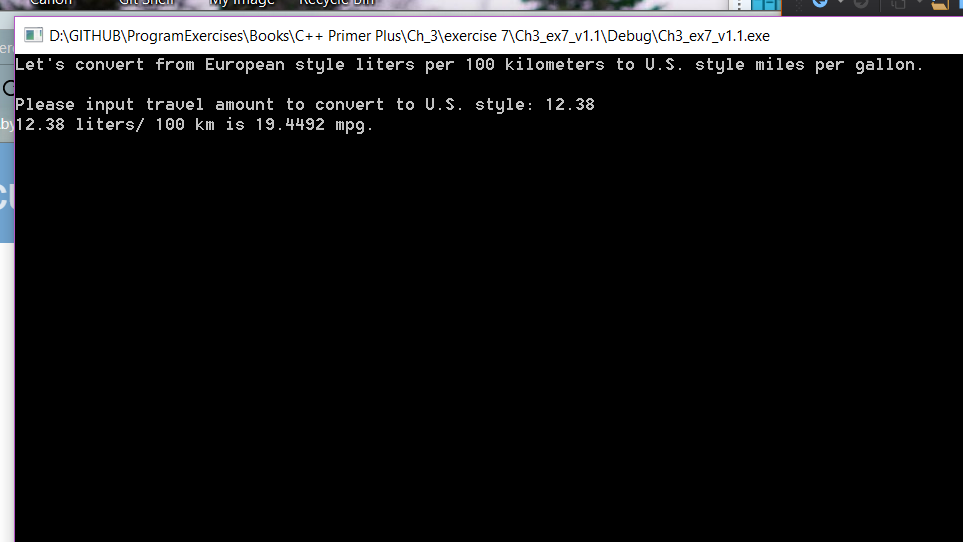 Canon Git Shell My Image Recycle Bin
D:\GITHUB\ProgramExercises\Books\C++ Primer Plus\Ch_3\exercise 7\Ch3_ex7_v1.1\Debug\Ch3_ex7_v1.1.exe
Let's convert from European style liters per 100 kilometers to U.S. style miles per gallon.
Please input travel amount to convert to U.S. style: 12.38
12.38 liters/ 100 km is 19.4492 mpg.